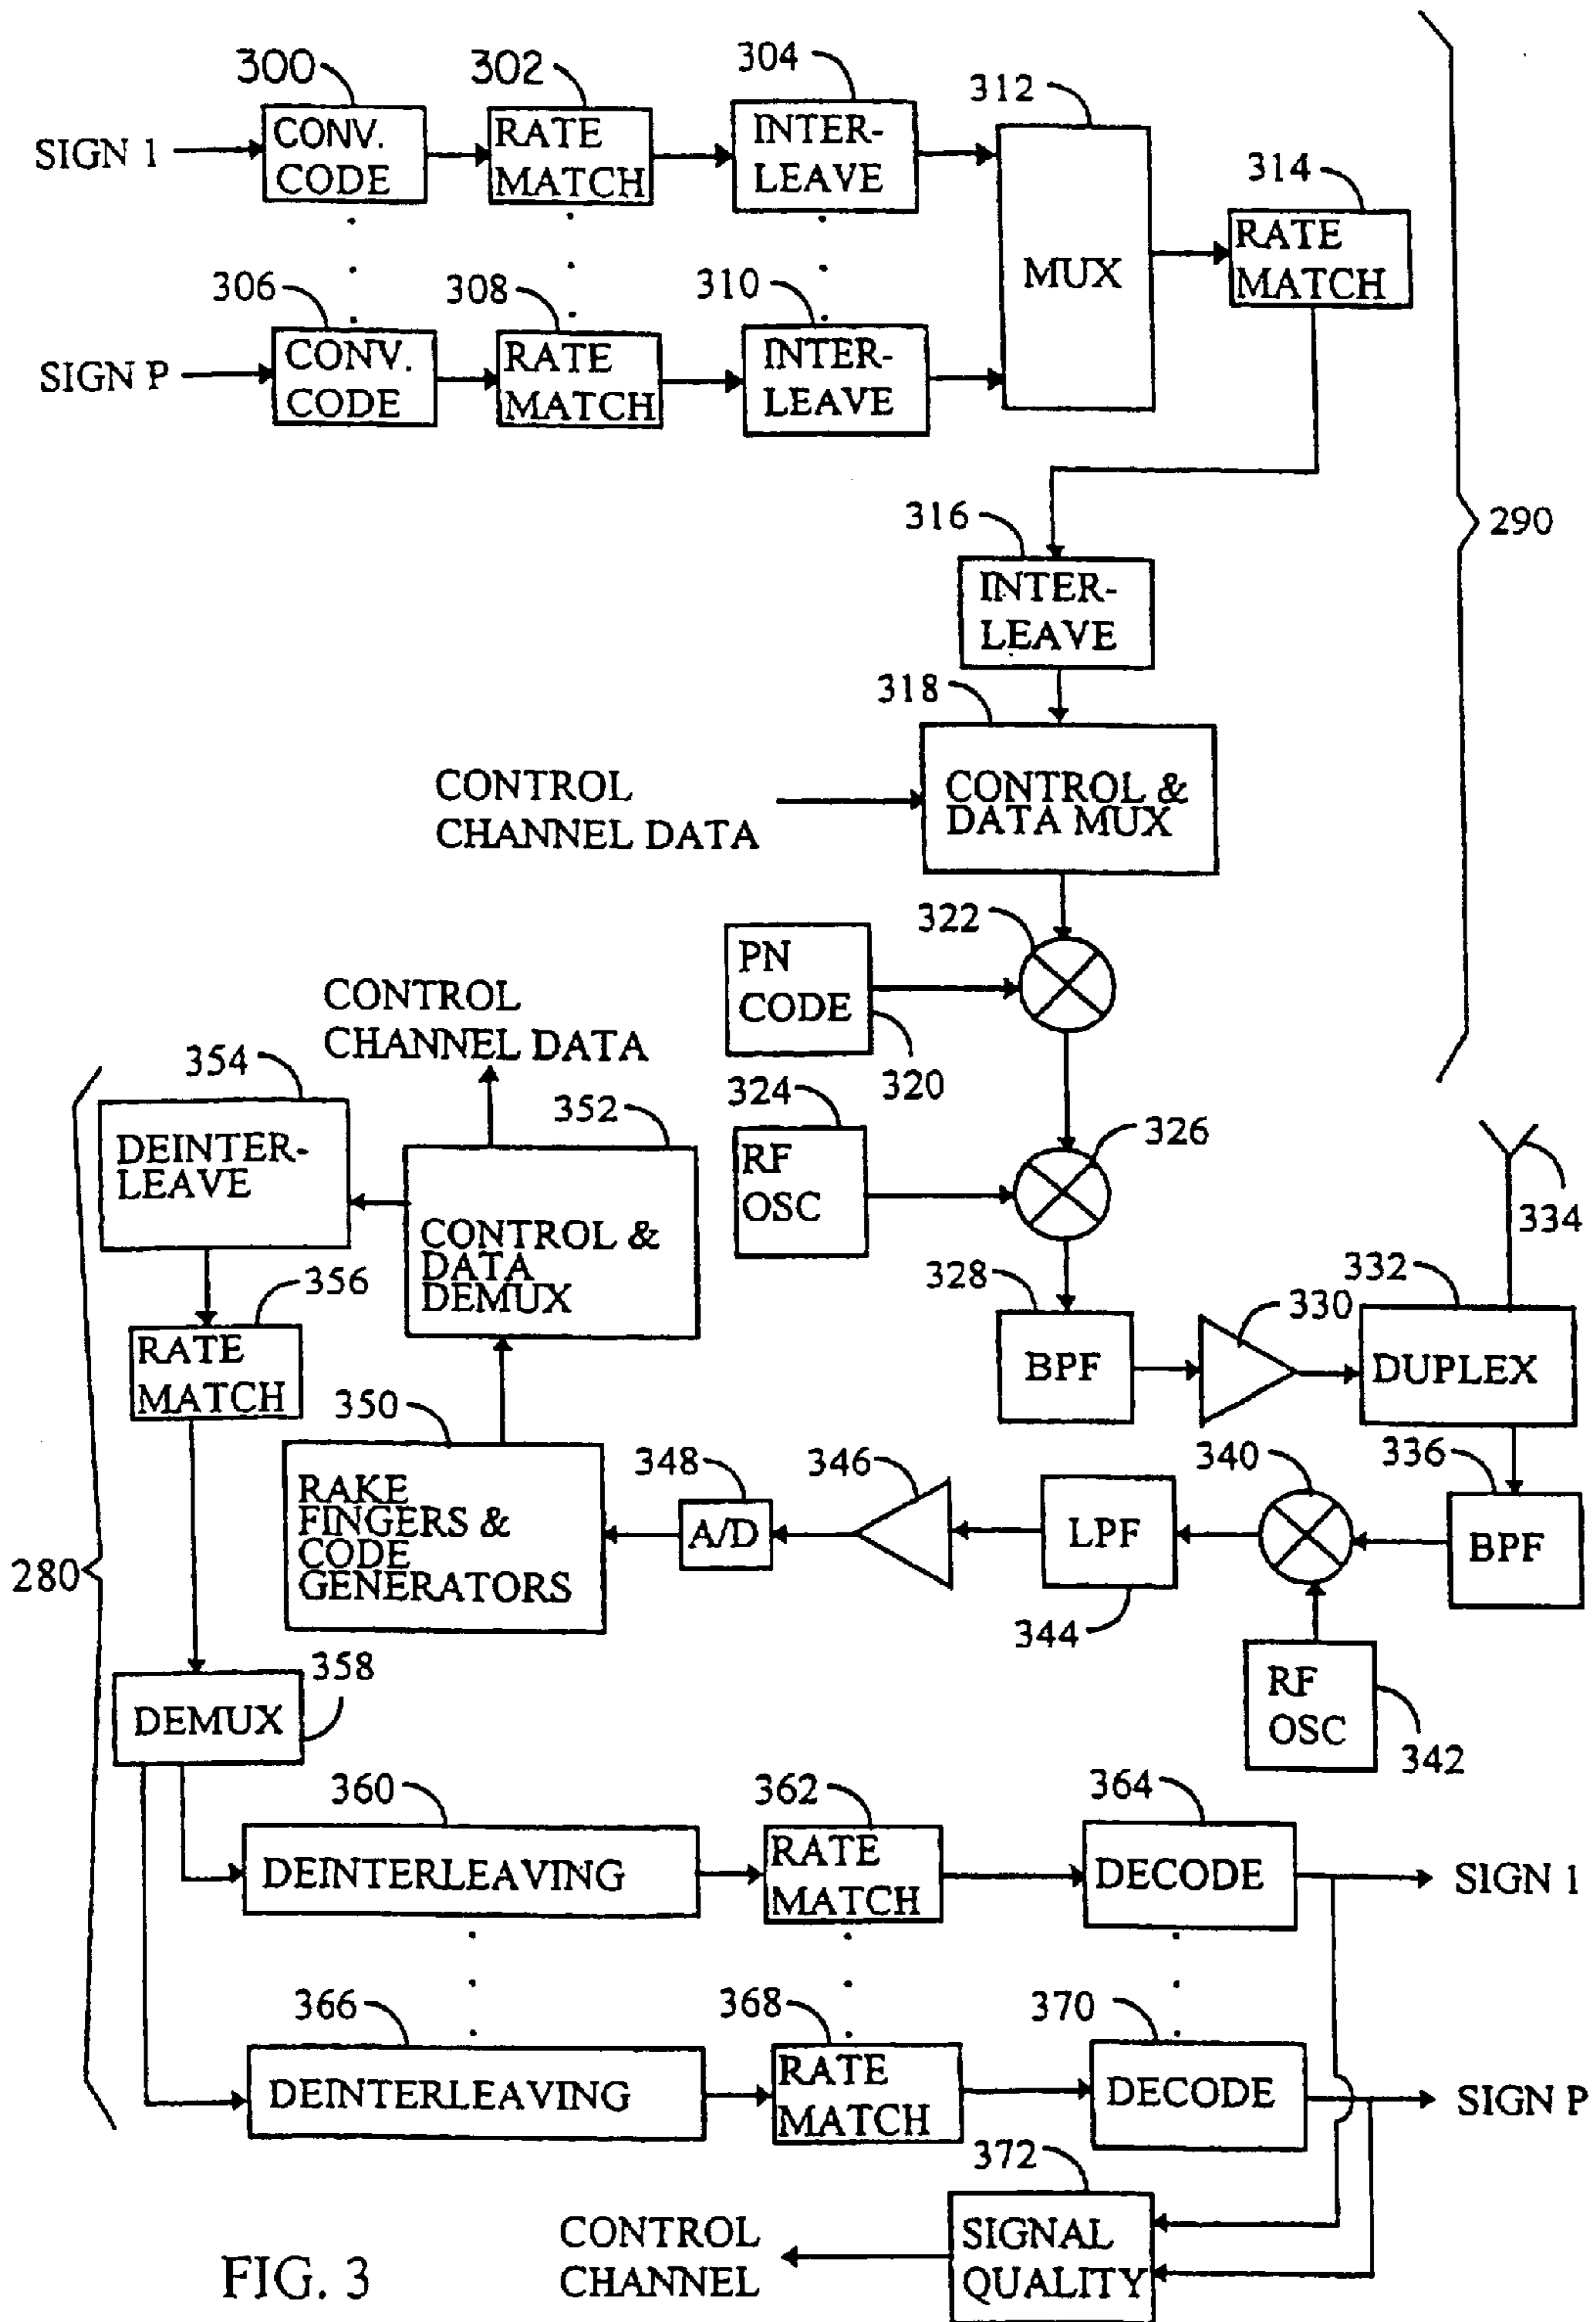 300
302
304
312
SIGN 1
CONV.
CODE
RATE
MATCH
INTER-
LEAVE
MUX
314
RATE
MATCH
306
308
310
SIGN P
CONV.
CODE
RATE
MATCH
INTER-
LEAVE
290
316
INTER-
LEAVE
318
CONTROL
CHANNEL DATA
CONTROL &
DATA MUX
322
PN
CODE
320
CONTROL
CHANNEL DATA
354
352
324
326
DEINTER-
LEAVE
RF
OSC
334
CONTROL &
DATA
DEMUX
356
328
330
332
RATE
MATCH
BPF
DUPLEX
350
348
346
340
336
RAKE
FINGERS &
CODE
GENERATORS
A/D
LPF
BPF
280
344
358
DEMUX
RF
OSC
342
360
362
364
DEINTERLEAVING
RATE
MATCH
DECODE
SIGN 1
366
368
370
DEINTERLEAVING
RATE
MATCH
DECODE
SIGN P
372
CONTROL
CHANNEL
SIGNAL
QUALITY
FIG. 3